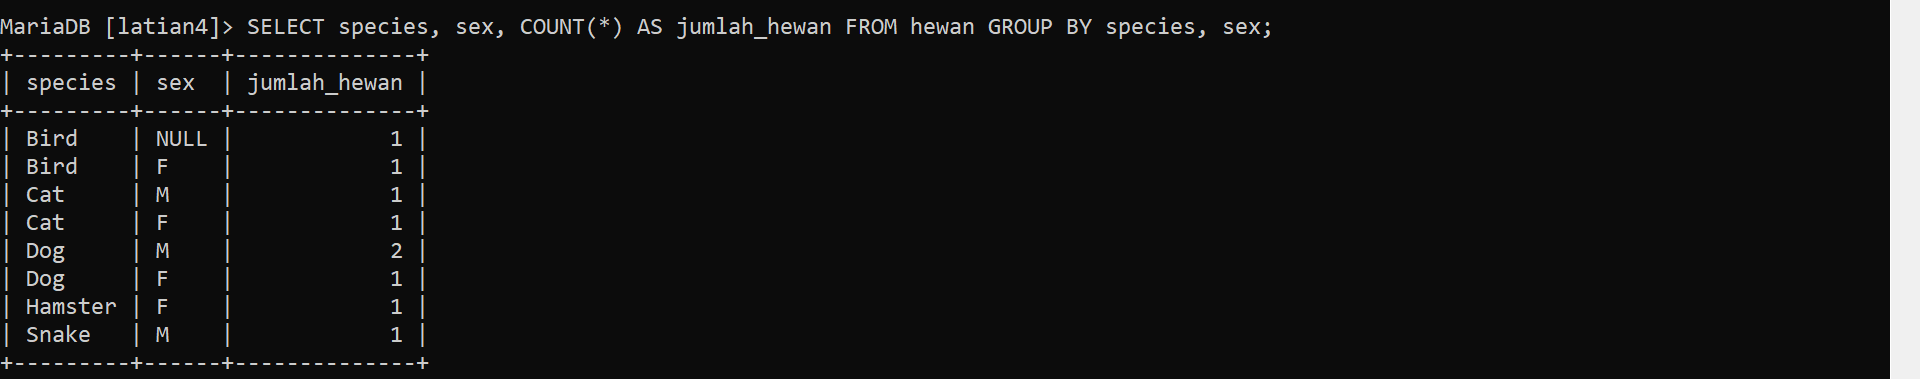 MariaDB [latian4]> SELECT species, sex, COUNT(*) AS jumlah_hewan FROM hewan GROUP BY species, sex;
+---------+------+--------------+
| species | sex  | jumlah_hewan |
+---------+------+--------------+
| Bird    | NULL |            1 |
| Bird    | F    |            1 |
| Cat     | M    |            1 |
| Cat     | F    |            1 |
| Dog     | M    |            2 |
| Dog     | F    |            1 |
| Hamster | F    |            1 |
| Snake   | M    |            1 |
+---------+------+--------------+